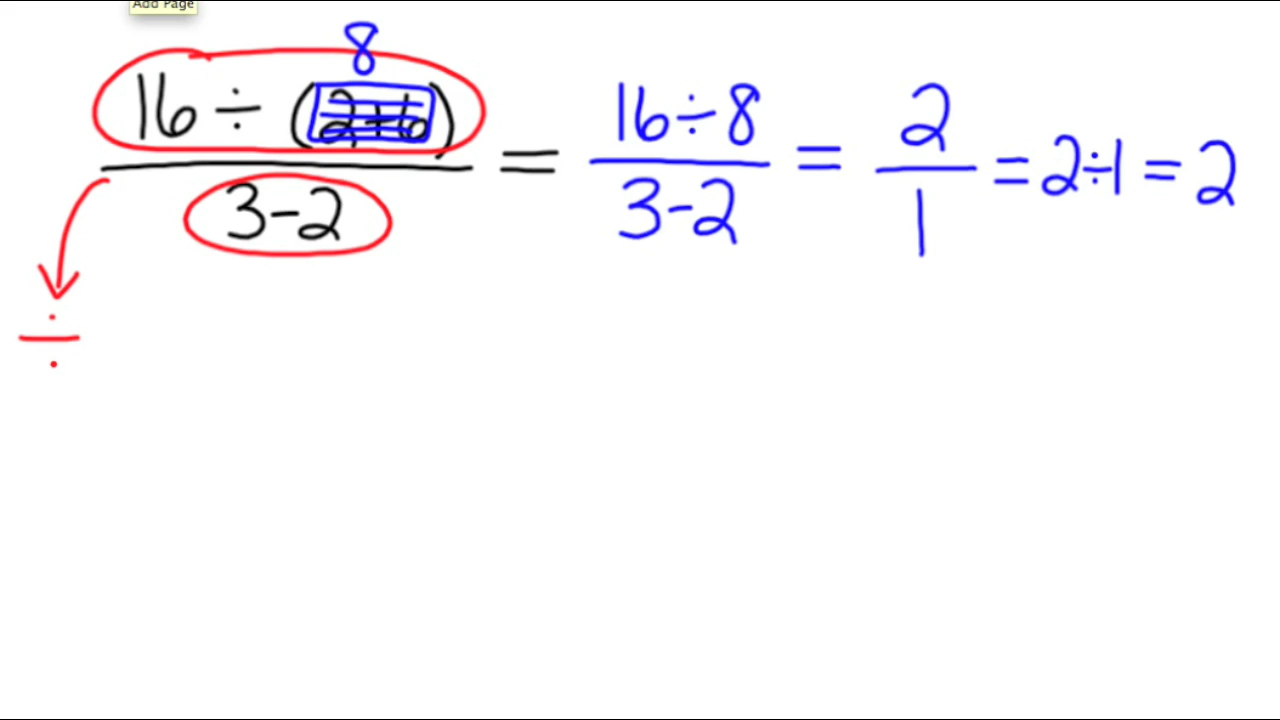 Add Page
8
16 ÷ (2+6) = 16÷8 = 2 = 2÷1 = 2
3-2 3-2 1
÷